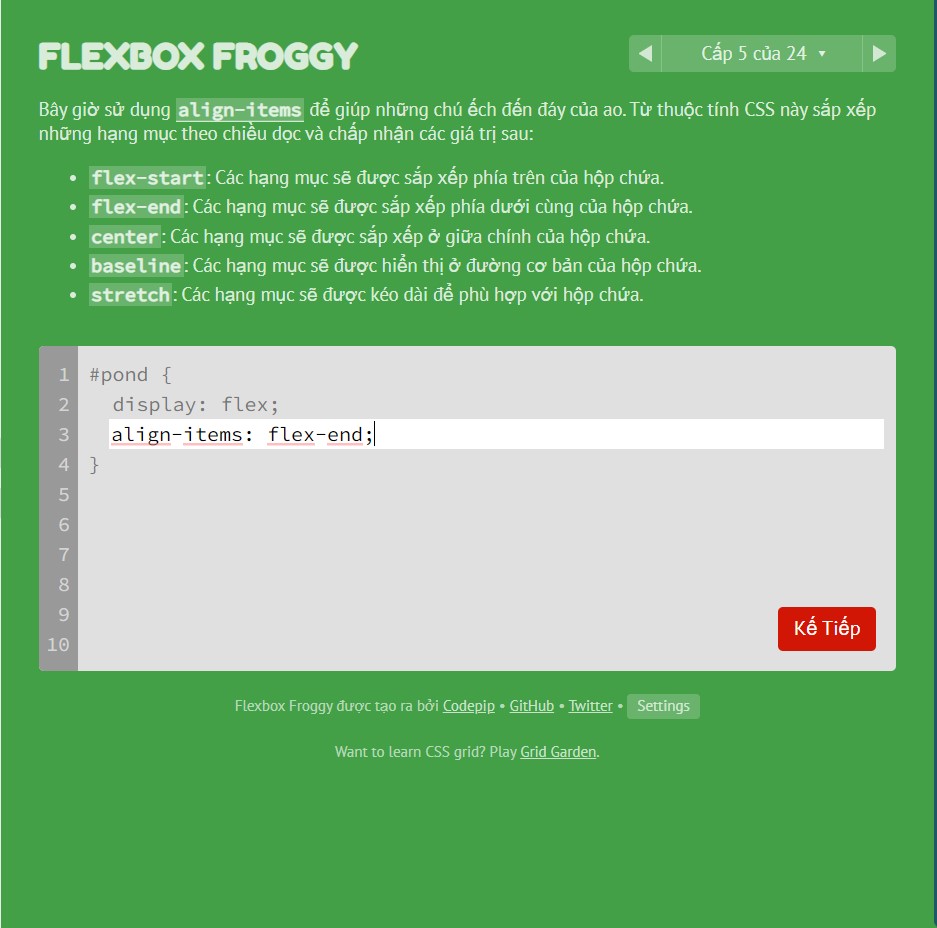 FLEXBOX FROGGY
Cấp 5 của 24
Bây giờ sử dụng align-items để giúp những chú ếch đến đáy của ao. Từ thuộc tính CSS này sắp xếp
những hạng mục theo chiều dọc và chấp nhận các giá trị sau:
• flex-start: Các hạng mục sẽ được sắp xếp phía trên của hộp chứa.
• flex-end: Các hạng mục sẽ được sắp xếp phía dưới cùng của hộp chứa.
• center: Các hạng mục sẽ được sắp xếp ở giữa chính của hộp chứa.
• baseline: Các hạng mục sẽ được hiển thị ở đường cơ bản của hộp chứa.
• stretch: Các hạng mục sẽ được kéo dài để phù hợp với hộp chứa.
1 #pond {
2   display: flex;
3   align-items: flex-end;
4 }
5
6
7
8
9
10
Kế Tiếp
Flexbox Froggy được tạo ra bởi Codepip • GitHub • Twitter • Settings
Want to learn CSS grid? Play Grid Garden.